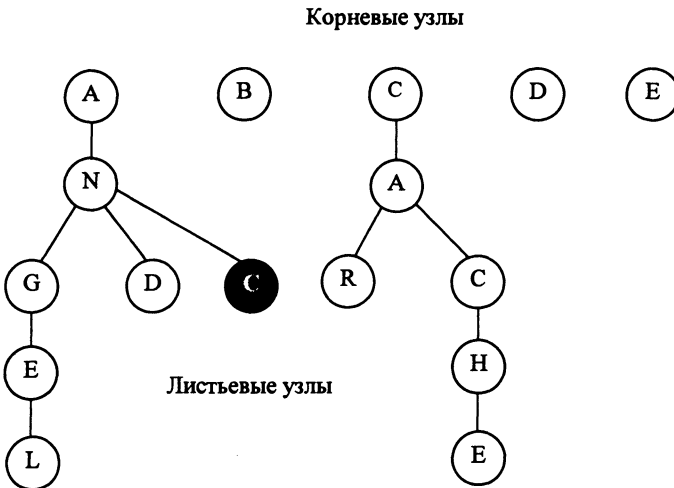 Корневые узлы
A B C D E
N A
G D C R C
E H
Листьевые узлы
L E